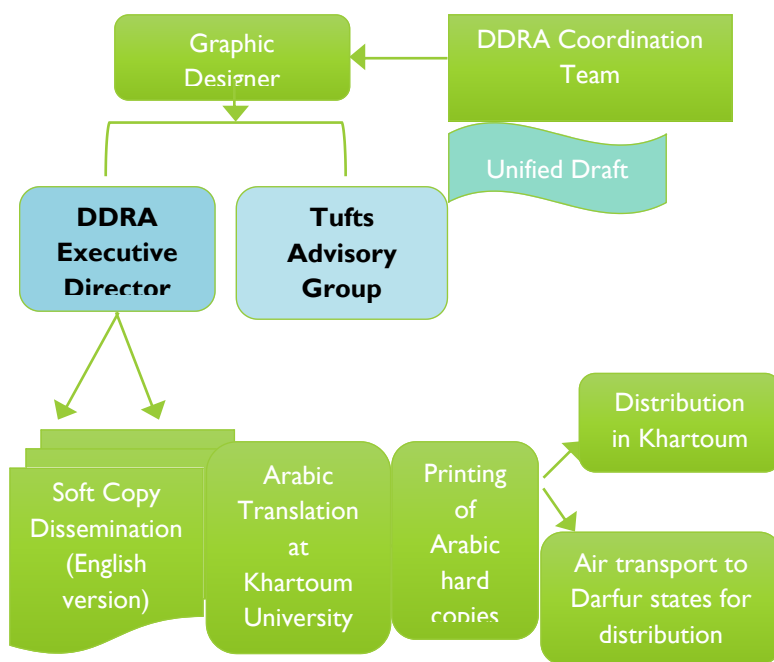 Graphic
Designer
DDRA Coordination
Team
Unified Draft
DDRA
Executive
Director
Tufts
Advisory
Group
Soft Copy
Dissemination
(English
version)
Arabic
Translation
at
Khartoum
University
Printing
of
Arabic
hard
copies
Distribution
in Khartoum
Air transport to
Darfur states for
distribution